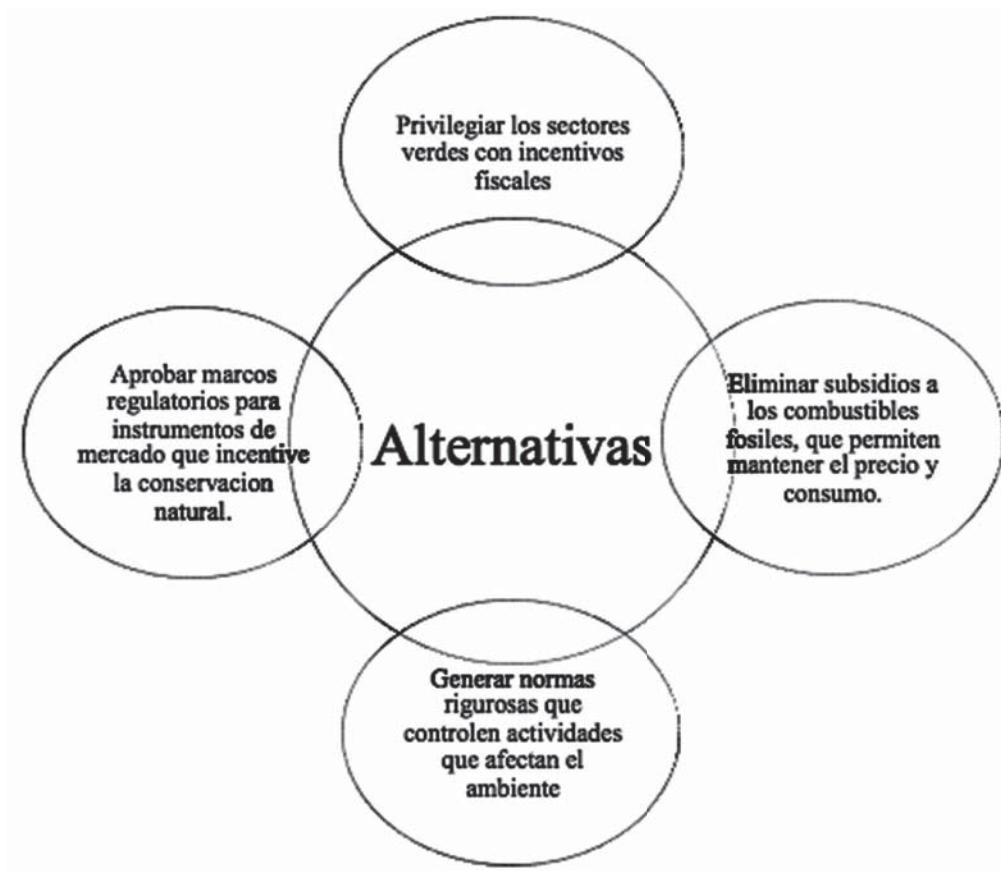 Privilegiar los sectores
verdes con incentivos
fiscales
Aprobar marcos
regulatorios para
instrumentos de
mercado que incentive
la conservacion
natural.
Alternativas
Eliminar subsidios a
los combustibles
fosiles, que permiten
mantener el precio y
consumo.
Generar normas
rigurosas que
controlen actividades
que afectan el
ambiente